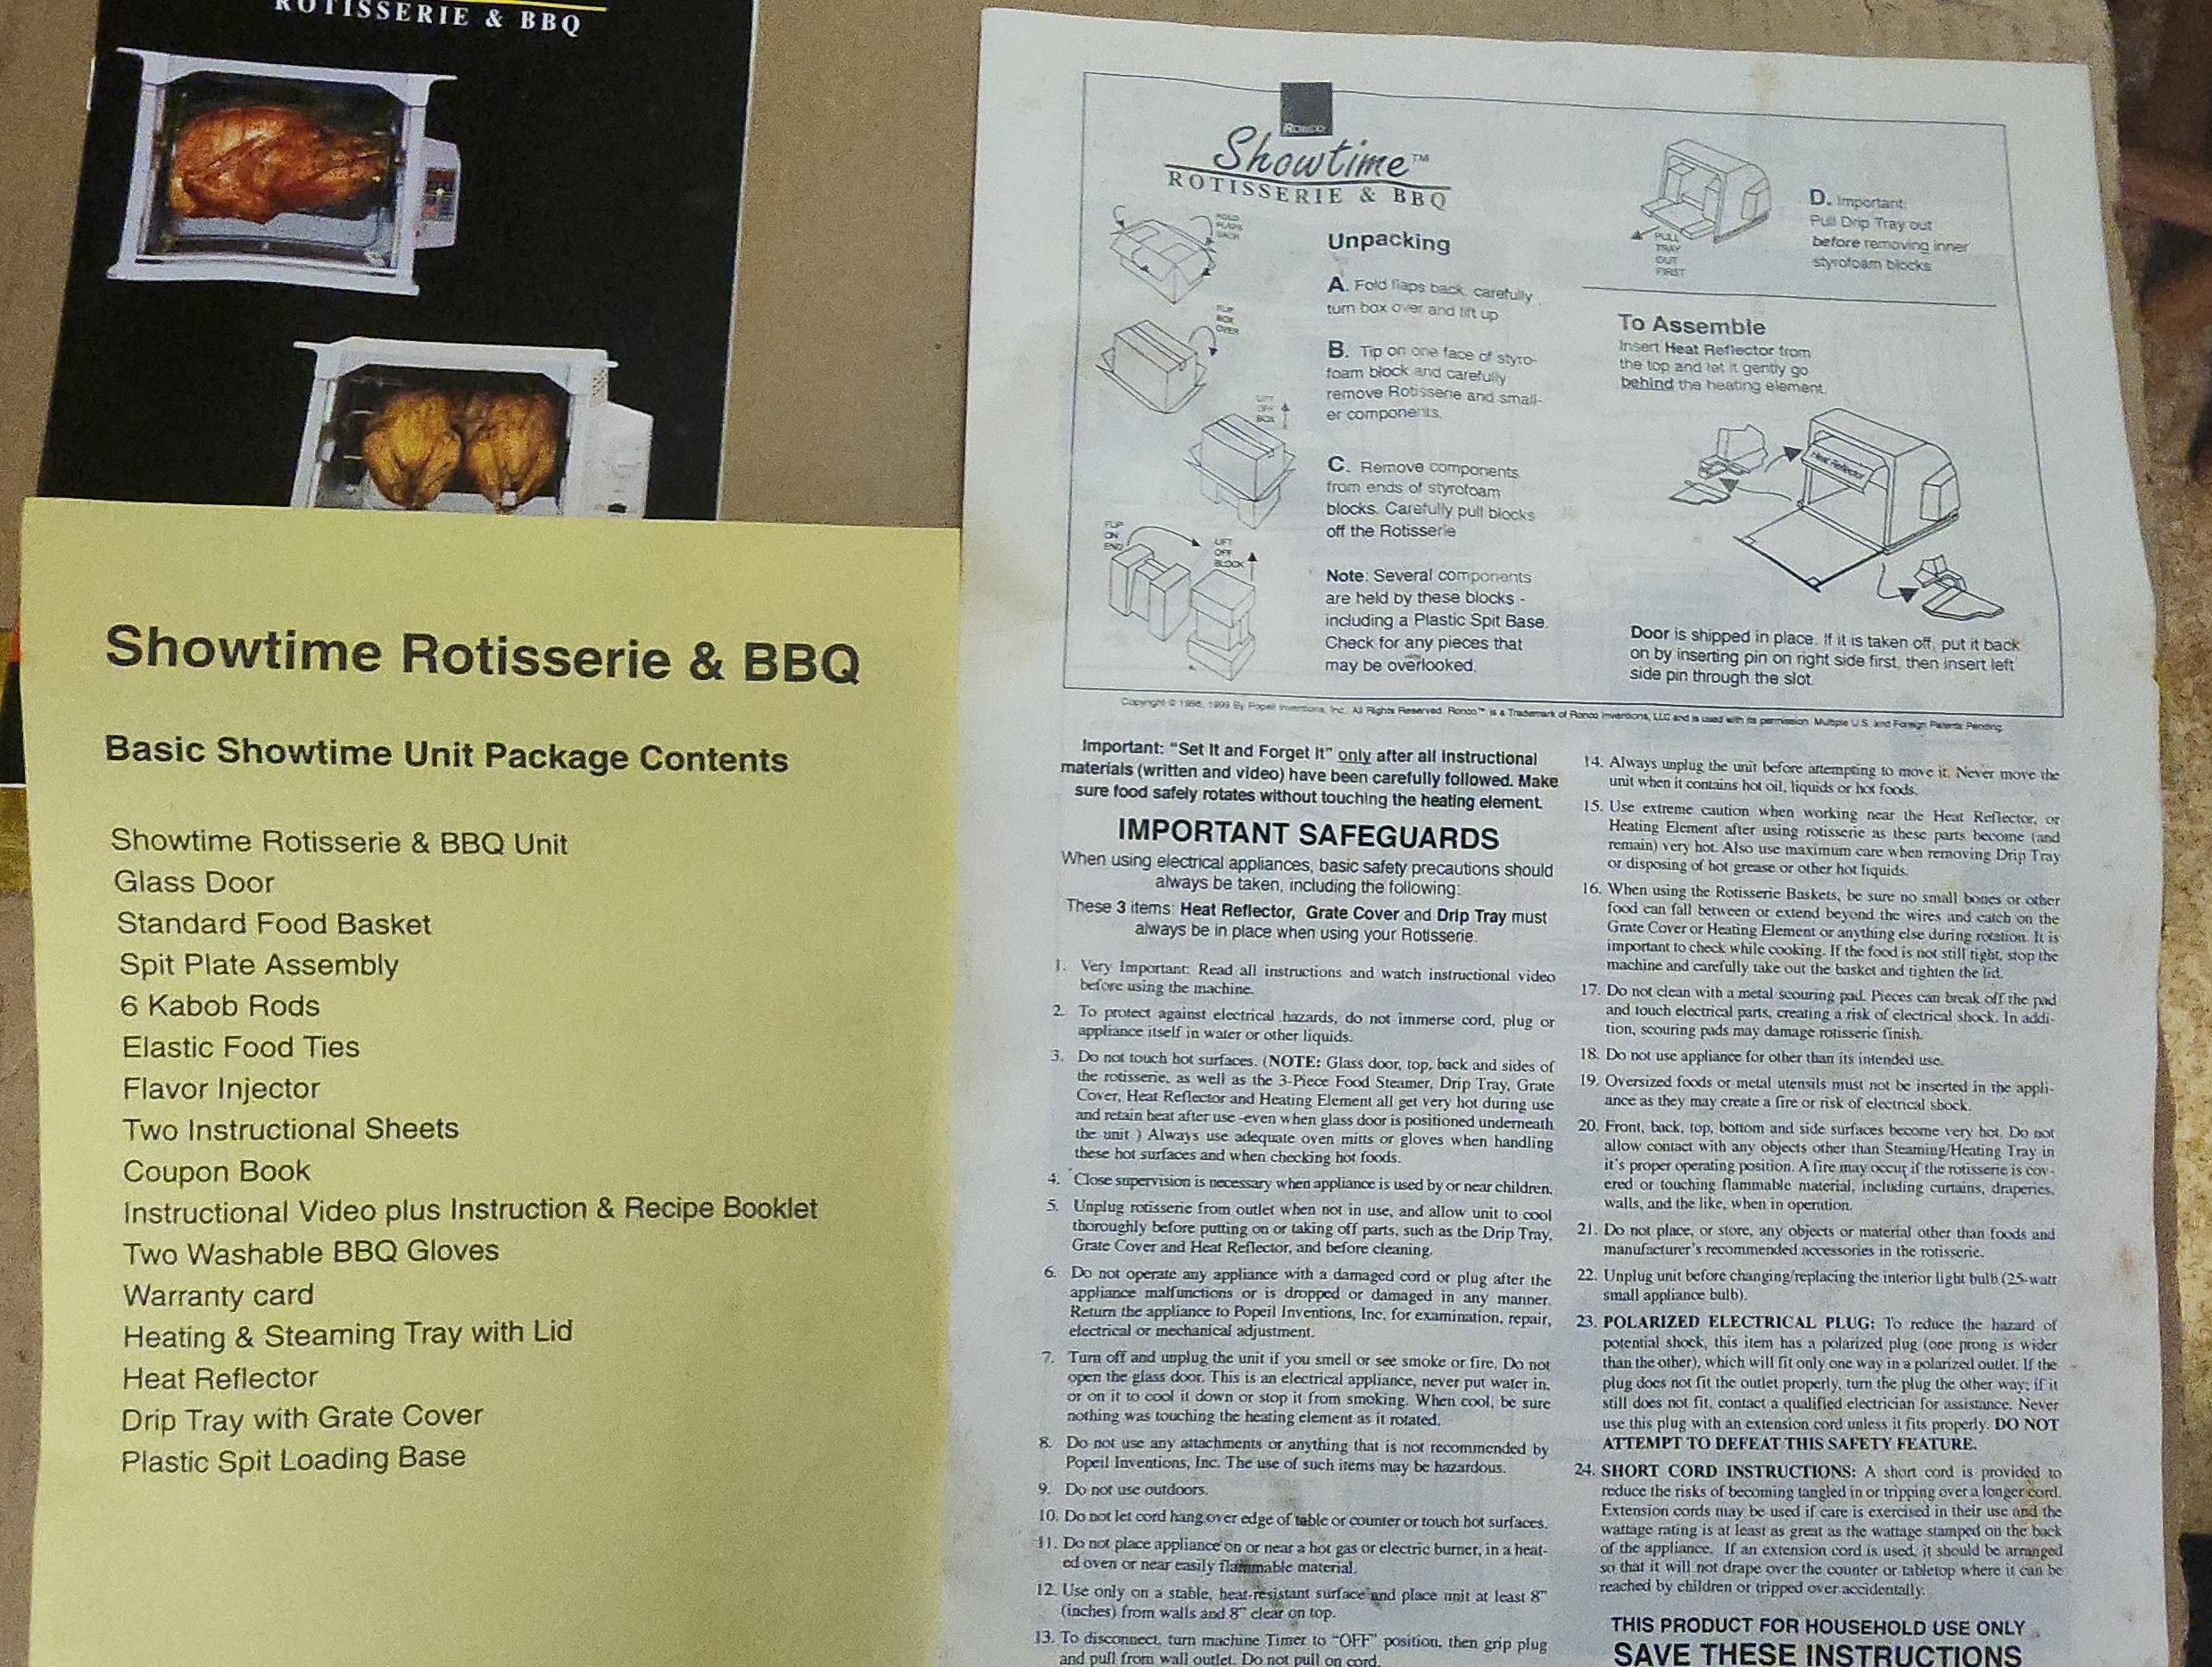 ROTISSERIE & BBQ
Showtime Rotisserie & BBQ
Basic Showtime Unit Package Contents
Showtime Rotisserie & BBQ Unit
Glass Door
Standard Food Basket
Spit Plate Assembly
6 Kabob Rods
Elastic Food Ties
Flavor Injector
Two Instructional Sheets
Coupon Book
Instructional Video plus Instruction & Recipe Booklet
Two Washable BBQ Gloves
Warranty card
Heating & Steaming Tray with Lid
Heat Reflector
Drip Tray with Grate Cover
Plastic Spit Loading Base
RONCO
Showtime™
ROTISSERIE & BBQ
FOLD
FLAPS
BACK
Unpacking
A. Fold flaps back, carefully
turn box over and lift up
FLIP
BOX
OVER
B. Tip on one face of styro-
foam block and carefully
remove Rotisserie and small-
er components.
LIFT
OFF
BOX
C. Remove components
from ends of styrofoam
blocks. Carefully pull blocks
off the Rotisserie
FLIP
ON
END
LIFT
OFF
BLOCK
Note: Several components
are held by these blocks -
including a Plastic Spit Base.
Check for any pieces that
may be overlooked.
PULL
TRAY
OUT
FIRST
D. Important:
Pull Drip Tray out
before removing inner
styrofoam blocks
To Assemble
Insert Heat Reflector from
the top and let it gently go
behind the heating element.
Heat Reflector
Door is shipped in place. If it is taken off, put it back
on by inserting pin on right side first, then insert left
side pin through the slot.
Copyright © 1998, 1999 By Popeil Inventions, Inc. All Rights Reserved. Ronco™ is a Trademark of Ronco Inventions, LLC and is used with its permission. Multiple U.S. and Foreign Patents Pending.
Important: "Set It and Forget It" only after all instructional
materials (written and video) have been carefully followed. Make
sure food safely rotates without touching the heating element.
IMPORTANT SAFEGUARDS
When using electrical appliances, basic safety precautions should
always be taken, including the following:
These 3 items: Heat Reflector, Grate Cover and Drip Tray must
always be in place when using your Rotisserie.
1. Very Important: Read all instructions and watch instructional video
before using the machine.
2. To protect against electrical hazards, do not immerse cord, plug or
appliance itself in water or other liquids.
3. Do not touch hot surfaces. (NOTE: Glass door, top, back and sides of
the rotisserie, as well as the 3-Piece Food Steamer, Drip Tray, Grate
Cover, Heat Reflector and Heating Element all get very hot during use
and retain heat after use -even when glass door is positioned underneath
the unit.) Always use adequate oven mitts or gloves when handling
these hot surfaces and when checking hot foods.
4. Close supervision is necessary when appliance is used by or near children.
5. Unplug rotisserie from outlet when not in use, and allow unit to cool
thoroughly before putting on or taking off parts, such as the Drip Tray,
Grate Cover and Heat Reflector, and before cleaning.
6. Do not operate any appliance with a damaged cord or plug after the
appliance malfunctions or is dropped or damaged in any manner.
Return the appliance to Popeil Inventions, Inc. for examination, repair,
electrical or mechanical adjustment.
7. Turn off and unplug the unit if you smell or see smoke or fire. Do not
open the glass door. This is an electrical appliance, never put water in,
or on it to cool it down or stop it from smoking. When cool, be sure
nothing was touching the heating element as it rotated.
8. Do not use any attachments or anything that is not recommended by
Popeil Inventions, Inc. The use of such items may be hazardous.
9. Do not use outdoors.
10. Do not let cord hang over edge of table or counter or touch hot surfaces.
11. Do not place appliance on or near a hot gas or electric burner, in a heat-
ed oven or near easily flammable material.
12. Use only on a stable, heat-resistant surface and place unit at least 8"
(inches) from walls and 8" clear on top.
13. To disconnect, turn machine Timer to "OFF" position, then grip plug
and pull from wall outlet. Do not pull on cord.
14. Always unplug the unit before attempting to move it. Never move the
unit when it contains hot oil, liquids or hot foods.
15. Use extreme caution when working near the Heat Reflector, or
Heating Element after using rotisserie as these parts become (and
remain) very hot. Also use maximum care when removing Drip Tray
or disposing of hot grease or other hot liquids.
16. When using the Rotisserie Baskets, be sure no small bones or other
food can fall between or extend beyond the wires and catch on the
Grate Cover or Heating Element or anything else during rotation. It is
important to check while cooking. If the food is not still tight, stop the
machine and carefully take out the basket and tighten the lid.
17. Do not clean with a metal scouring pad. Pieces can break off the pad
and touch electrical parts, creating a risk of electrical shock. In addi-
tion, scouring pads may damage rotisserie finish.
18. Do not use appliance for other than its intended use.
19. Oversized foods or metal utensils must not be inserted in the appli-
ance as they may create a fire or risk of electrical shock.
20. Front, back, top, bottom and side surfaces become very hot. Do not
allow contact with any objects other than Steaming/Heating Tray in
it's proper operating position. A fire may occur if the rotisserie is cov-
ered or touching flammable material, including curtains, draperies,
walls, and the like, when in operation.
21. Do not place, or store, any objects or material other than foods and
manufacturer's recommended accessories in the rotisserie.
22. Unplug unit before changing/replacing the interior light bulb (25-watt
small appliance bulb).
23. POLARIZED ELECTRICAL PLUG: To reduce the hazard of
potential shock, this item has a polarized plug (one prong is wider
than the other), which will fit only one way in a polarized outlet. If the
plug does not fit the outlet properly, turn the plug the other way; if it
still does not fit, contact a qualified electrician for assistance. Never
use this plug with an extension cord unless it fits properly. DO NOT
ATTEMPT TO DEFEAT THIS SAFETY FEATURE.
24. SHORT CORD INSTRUCTIONS: A short cord is provided to
reduce the risks of becoming tangled in or tripping over a longer cord.
Extension cords may be used if care is exercised in their use and the
wattage rating is at least as great as the wattage stamped on the back
of the appliance. If an extension cord is used, it should be arranged
so that it will not drape over the counter or tabletop where it can be
reached by children or tripped over accidentally.
THIS PRODUCT FOR HOUSEHOLD USE ONLY
SAVE THESE INSTRUCTIONS